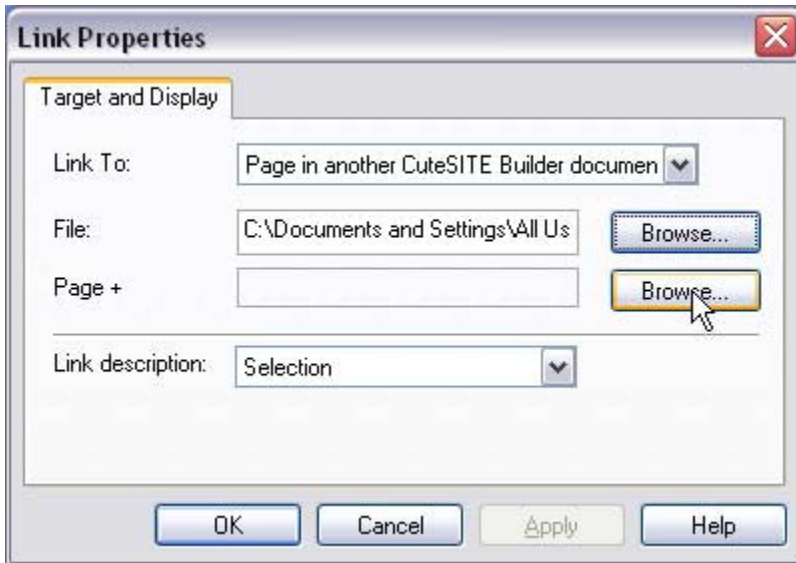 Link Properties
Target and Display
Link To: Page in another CuteSITE Builder documen
File: C:\Documents and Settings\All Us Browse...
Page + Browse...
Link description: Selection
OK Cancel Apply Help